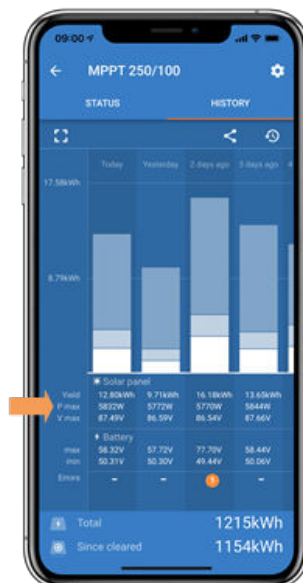 09:00
MPPT 250/100
STATUS HISTORY
Today Yesterday 2 days ago 3 days ago 4
17.58kWh
8.79kWh
Solar panel
Yield 12.80kWh 9.71kWh 16.18kWh 13.65kWh
P max 5832W 5772W 5770W 5844W
V max 87.49V 86.59V 86.54V 87.66V
Battery
max 58.32V 57.72V 77.70V 58.44V
min 50.31V 50.30V 49.44V 50.06V
Errors - - 1 -
Total 1215kWh
Since cleared 1154kWh